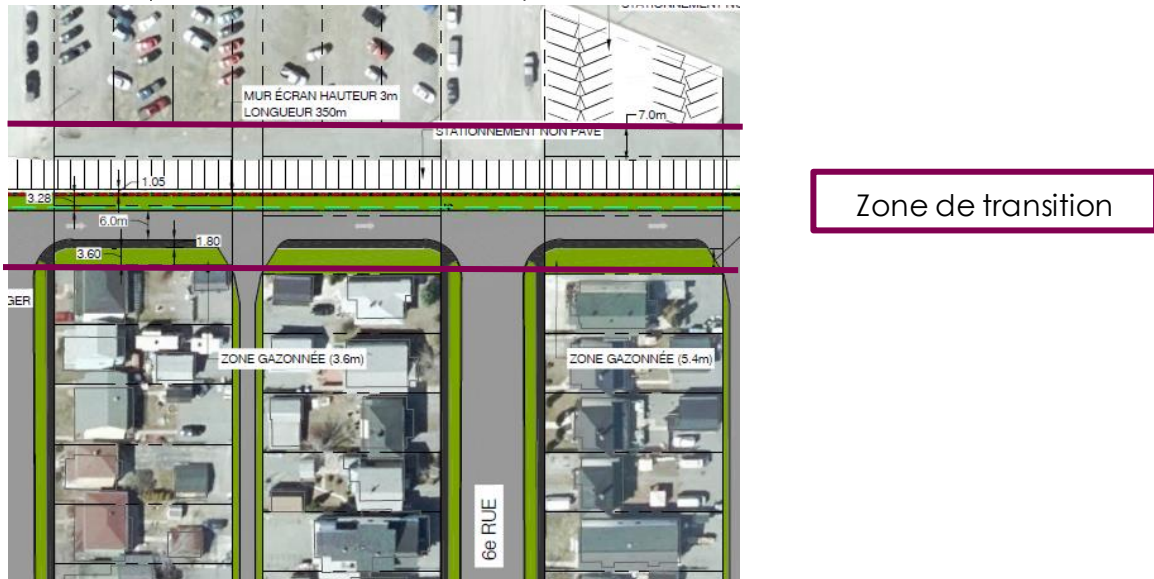 MUR ÉCRAN HAUTEUR 3m
LONGUEUR 350m
7.0m
STATIONNEMENT NON PAVÉ
1.05
3.28
6.0m
1.80
3.60
Zone de transition
ZONE GAZONNÉE (3.6m)
ZONE GAZONNÉE (5.4m)
6e RUE